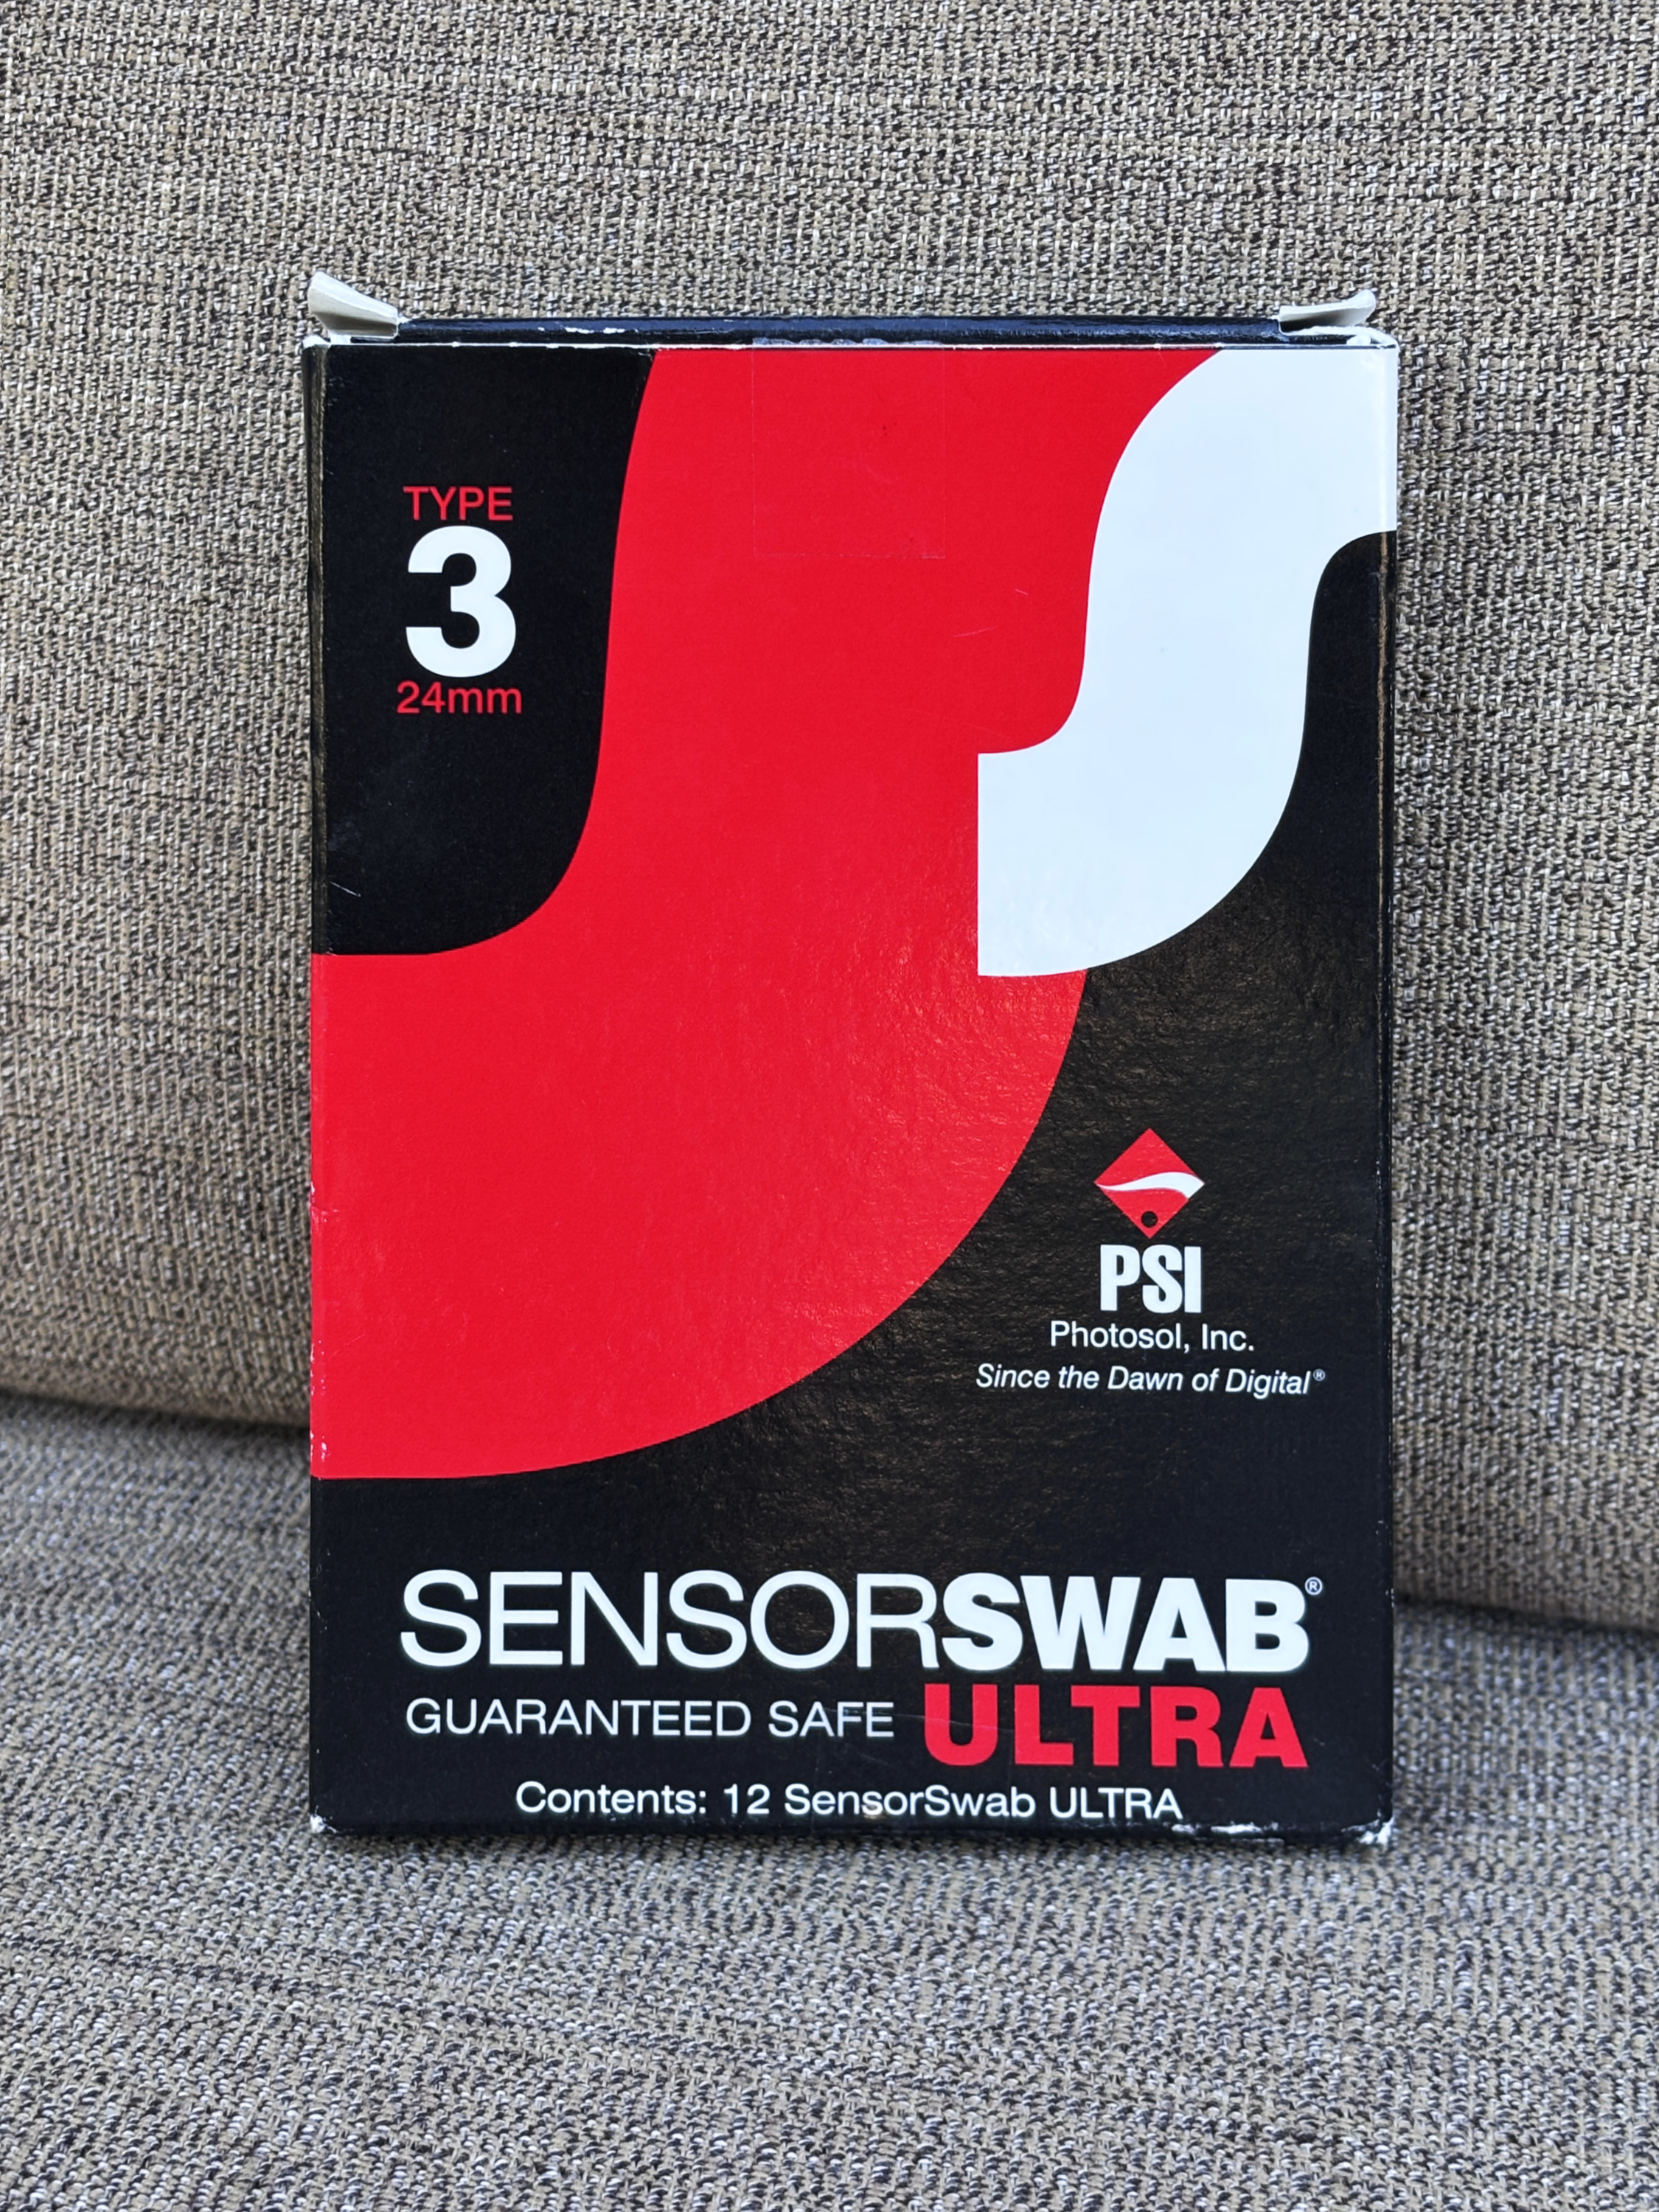 TYPE
3
24mm
PSI
Photosol, Inc.
Since the Dawn of Digital®
SENSORSWAB®
GUARANTEED SAFE ULTRA
Contents: 12 SensorSwab ULTRA